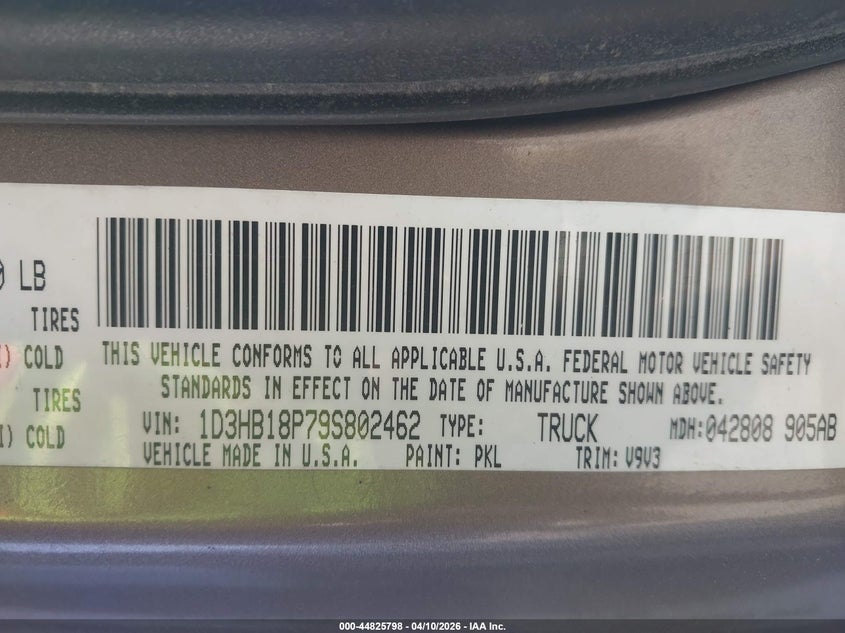 LB
TIRES
COLD
TIRES
COLD
THIS VEHICLE CONFORMS TO ALL APPLICABLE U.S.A. FEDERAL MOTOR VEHICLE SAFETY
STANDARDS IN EFFECT ON THE DATE OF MANUFACTURE SHOWN ABOVE.
VIN: 1D3HB18P79S802462 TYPE: TRUCK MDH:042808 905AB
VEHICLE MADE IN U.S.A. PAINT: PKL TRIM: V9V3
000-44825798 - 04/10/2026 - IAA Inc.